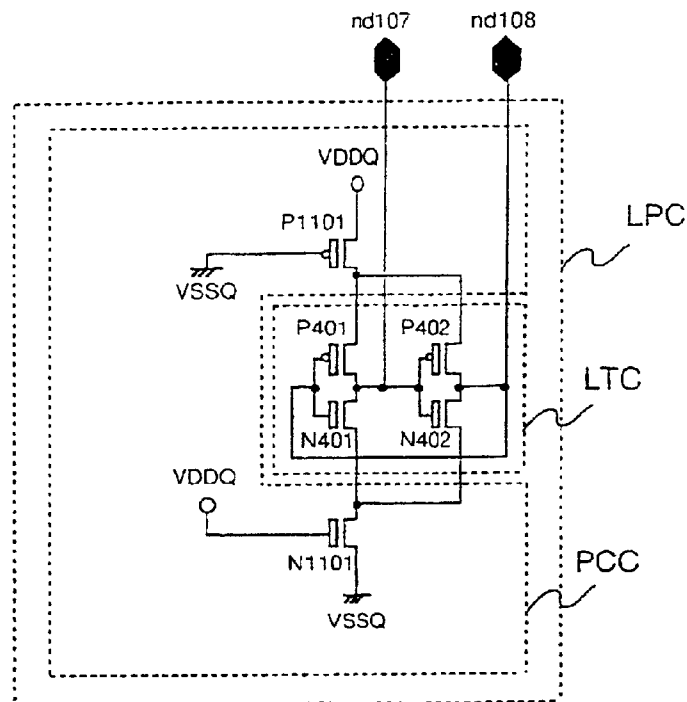 nd107 nd108
VDDQ
P1101
LPC
VSSQ
P401 P402
LTC
N401 N402
VDDQ
PCC
N1101
VSSQ